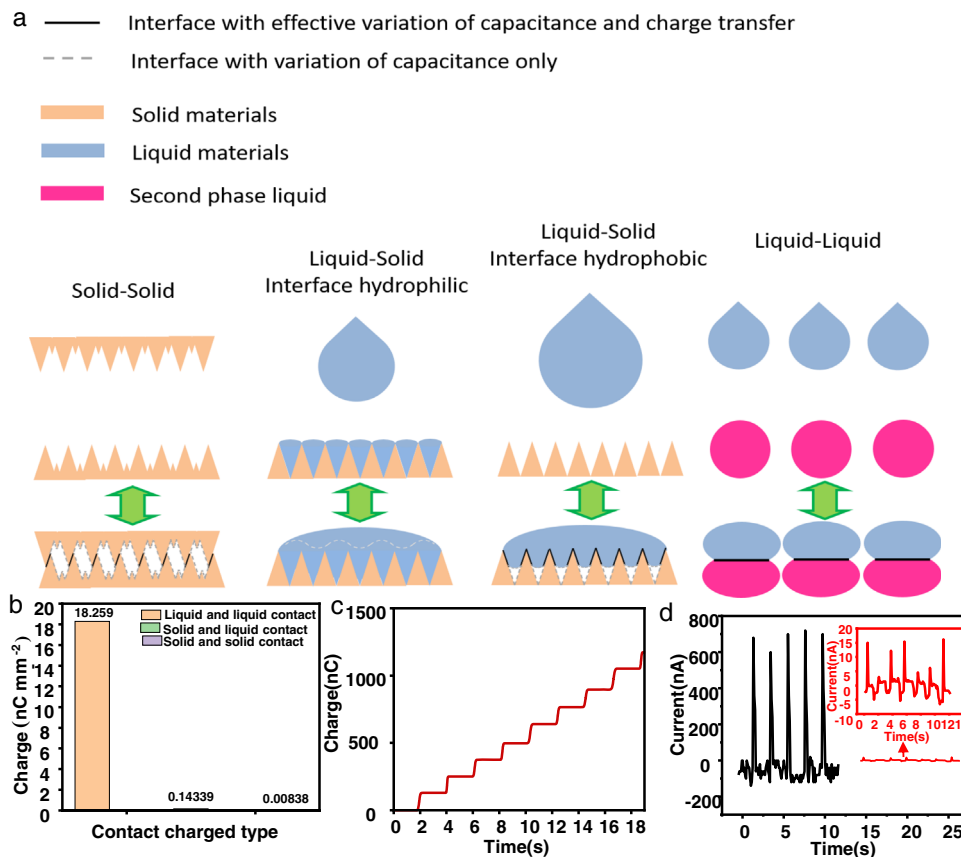 a
Interface with effective variation of capacitance and charge transfer
Interface with variation of capacitance only
Solid materials
Liquid materials
Second phase liquid
Solid-Solid
Liquid-Solid
Interface hydrophilic
Liquid-Solid
Interface hydrophobic
Liquid-Liquid
b
Charge (nC mm⁻²)
20
18
16
14
12
10
8
6
4
2
0
18.259
0.14339
0.00838
Liquid and liquid contact
Solid and liquid contact
Solid and solid contact
Contact charged type
c
Charge(nC)
1500
1000
500
0
0 2 4 6 8 10 12 14 16 18
Time(s)
d
Current(nA)
800
600
400
200
0
-200
0 5 10 15 20 25
Time(s)
Current(nA)
20
15
10
5
0
-5
-10
0 2 4 6 8 10 12 14
Time(s)